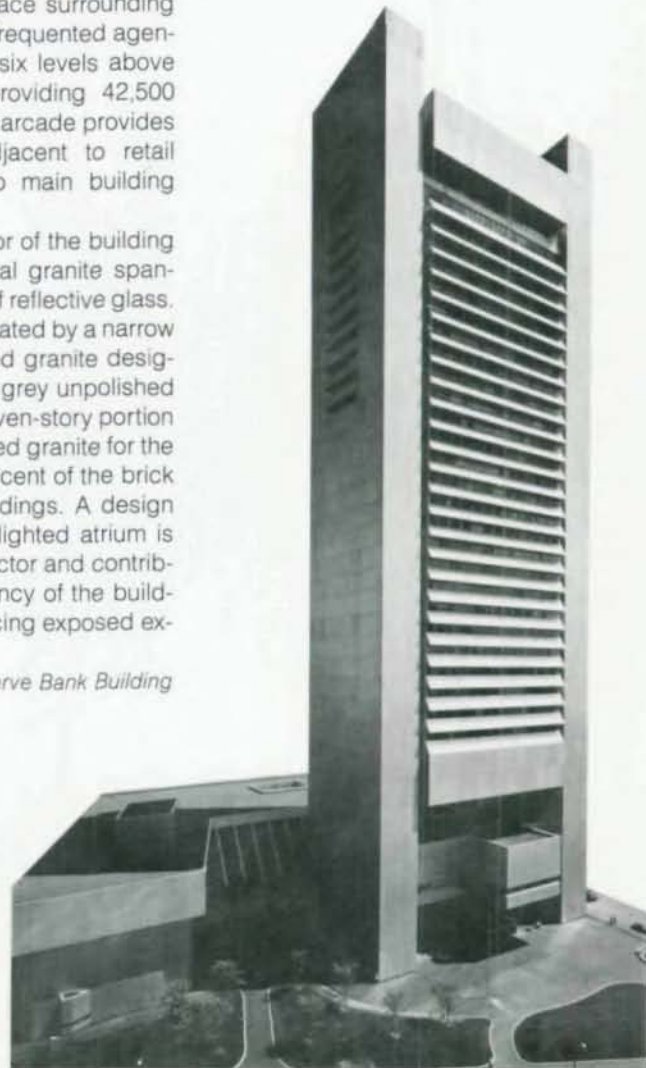 ace surrounding
requented agen-
six levels above
roviding 42,500
arcade provides
djacent to retail
o main building
or of the building
al granite span-
f reflective glass.
ated by a narrow
d granite desig-
grey unpolished
ven-story portion
ed granite for the
cent of the brick
dings. A design
lighted atrium is
ctor and contrib-
ncy of the build-
cing exposed ex-
rve Bank Building